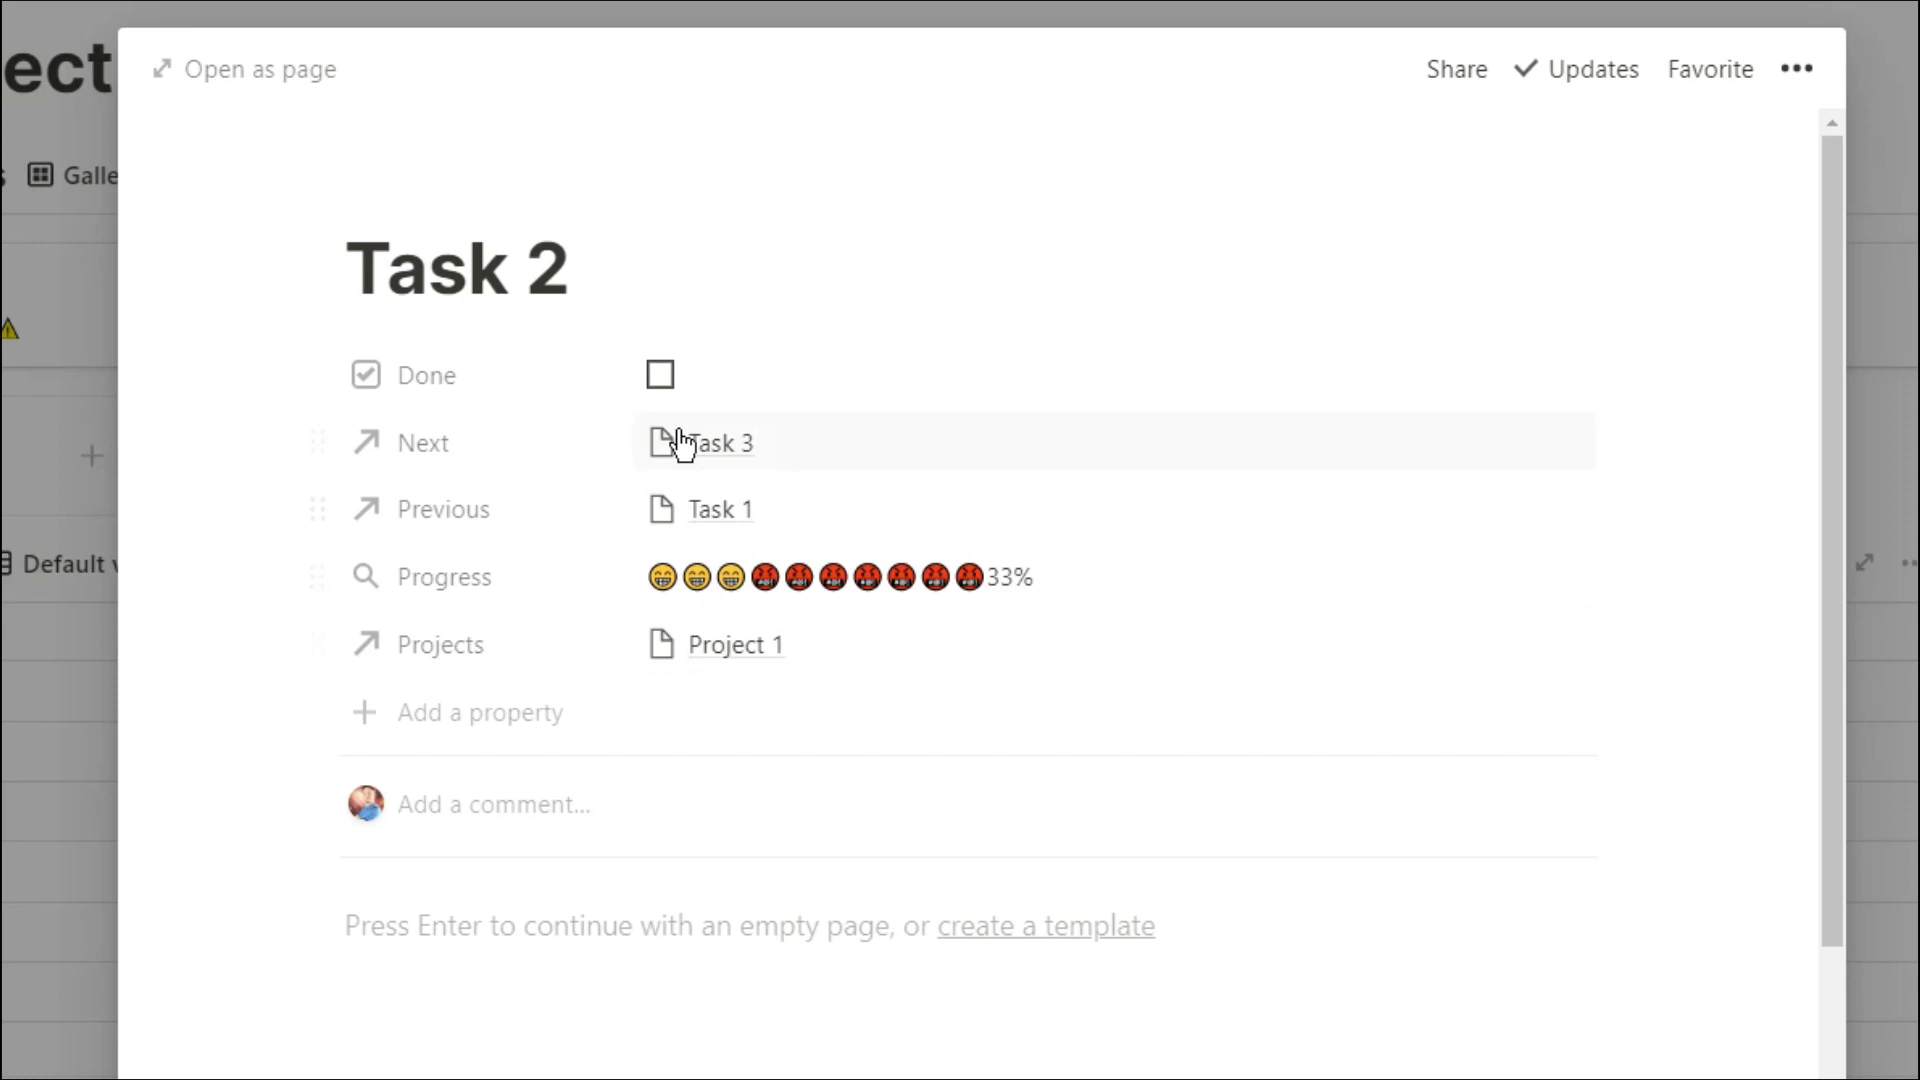 ect
Open as page
Share
Updates
Favorite
Galle
Task 2
Done
Next
Task 3
Previous
Task 1
Progress
33%
Projects
Project 1
Default v
Add a property
Add a comment...
Press Enter to continue with an empty page, or create a template